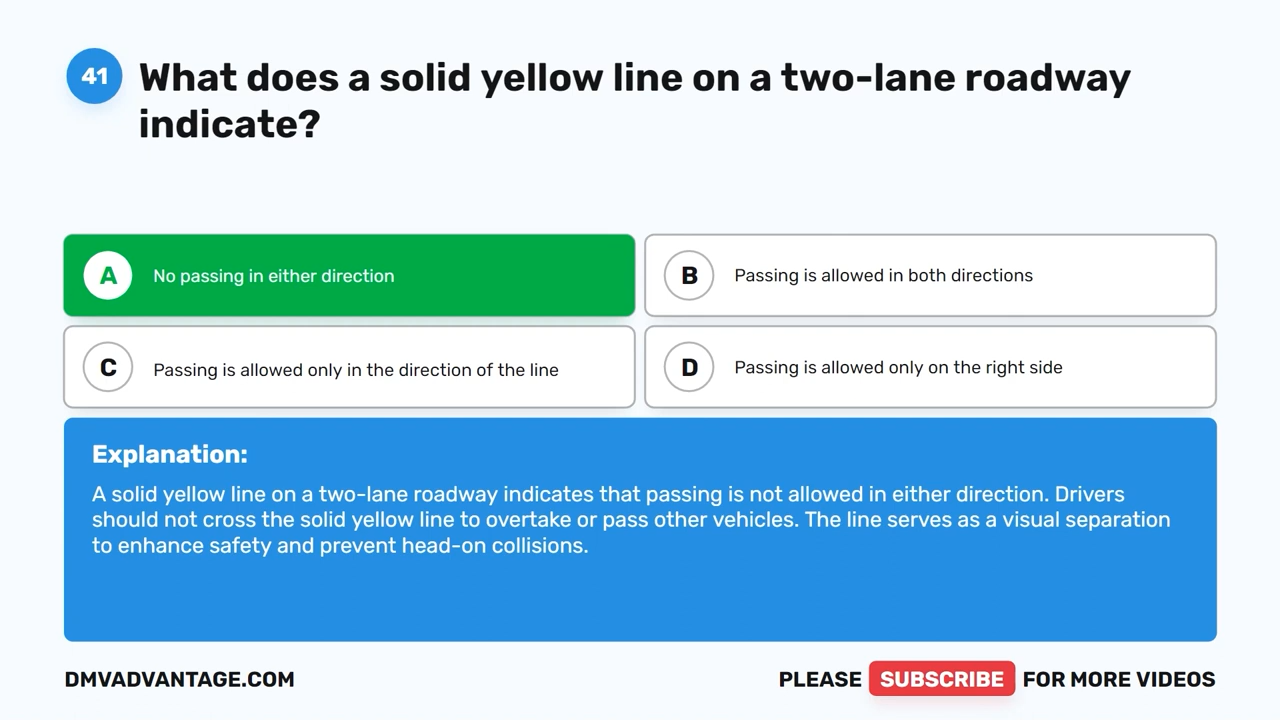 41
What does a solid yellow line on a two-lane roadway
indicate?
A No passing in either direction
B Passing is allowed in both directions
C Passing is allowed only in the direction of the line
D Passing is allowed only on the right side
Explanation:
A solid yellow line on a two-lane roadway indicates that passing is not allowed in either direction. Drivers
should not cross the solid yellow line to overtake or pass other vehicles. The line serves as a visual separation
to enhance safety and prevent head-on collisions.
DMVADVANTAGE.COM
PLEASE SUBSCRIBE FOR MORE VIDEOS